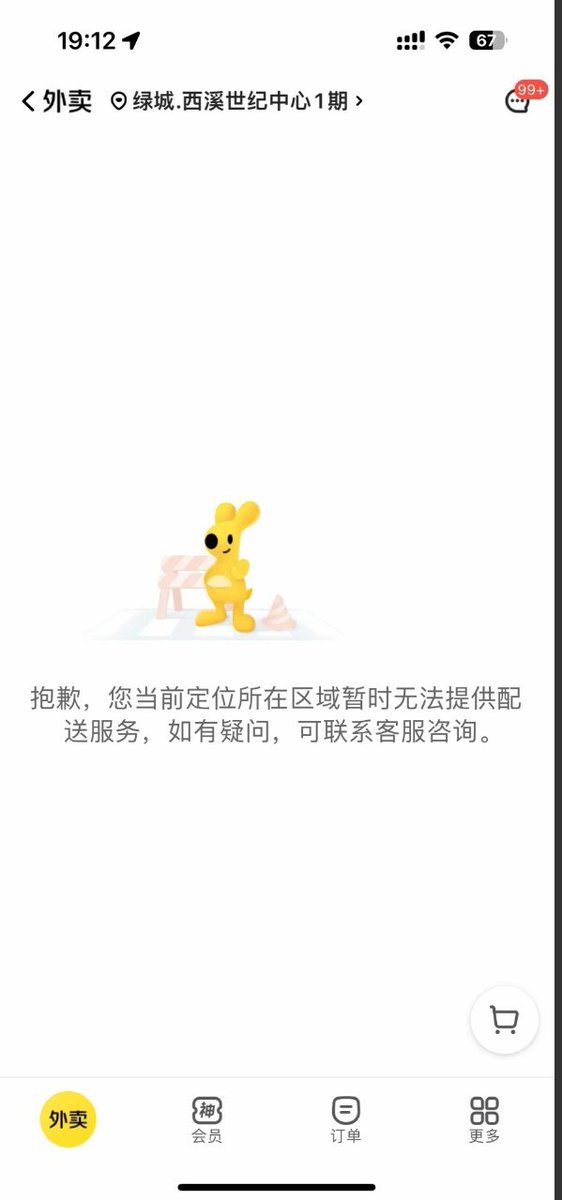 19:12
67
外卖 绿城.西溪世纪中心1期
99+
抱歉，您当前定位所在区域暂时无法提供配
送服务，如有疑问，可联系客服咨询。
外卖
神
会员
订单
更多